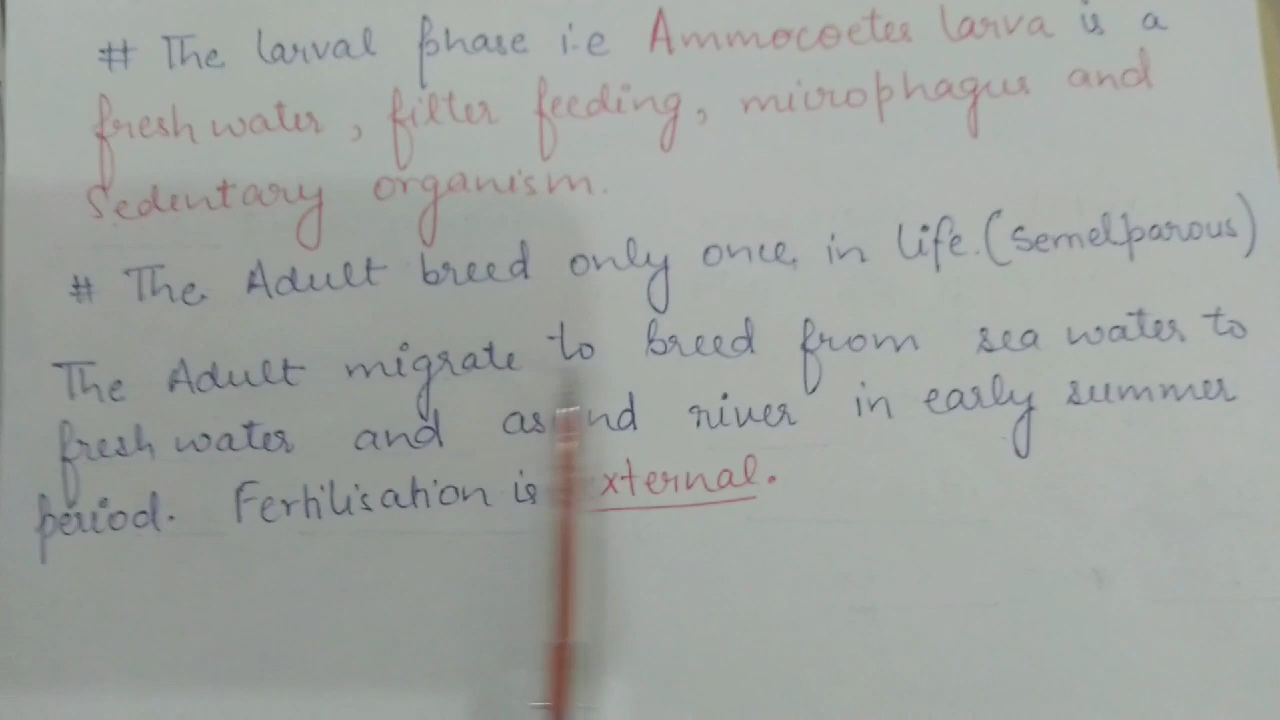 # The larval phase i.e Ammocoetes larva is a
fresh water, filter feeding, microphagus and
Sedentary organism.
# The Adult breed only once in life. (Semelparous)
The Adult migrate to breed from sea water to
fresh water and river in early summer
period. Fertilisation is xternal.